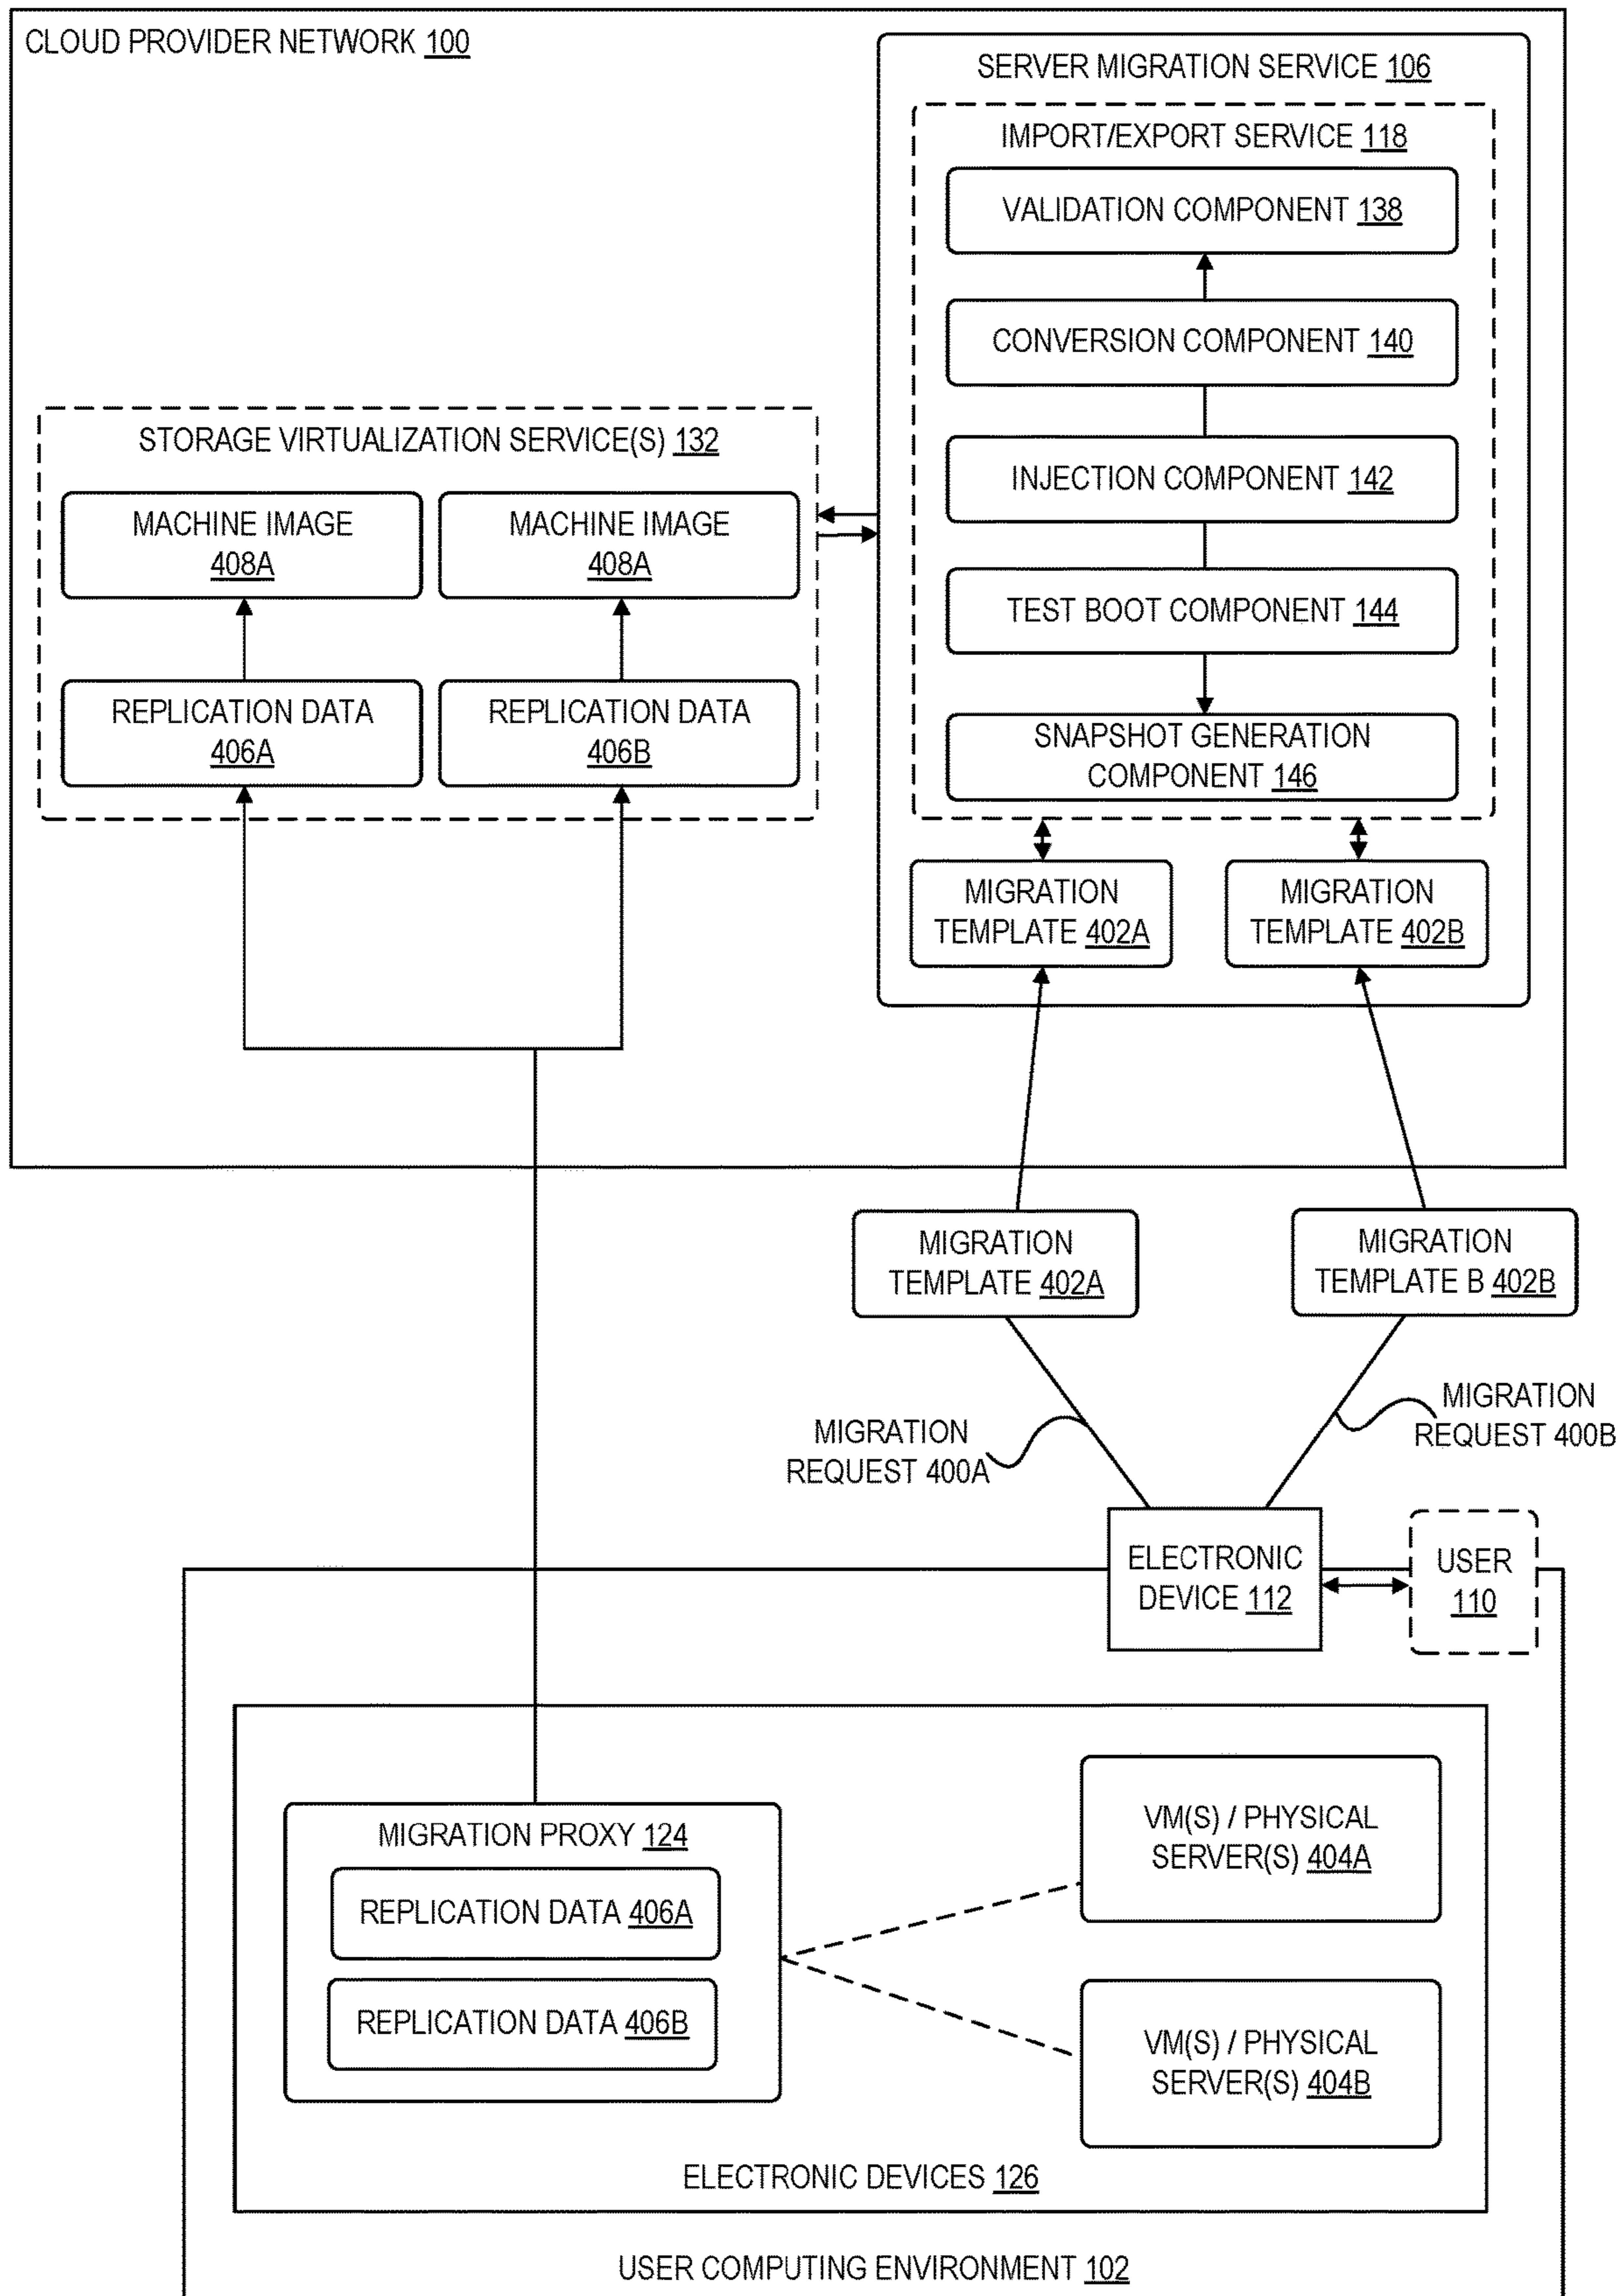 CLOUD PROVIDER NETWORK 100
SERVER MIGRATION SERVICE 106
IMPORT/EXPORT SERVICE 118
VALIDATION COMPONENT 138
CONVERSION COMPONENT 140
INJECTION COMPONENT 142
TEST BOOT COMPONENT 144
SNAPSHOT GENERATION
COMPONENT 146
STORAGE VIRTUALIZATION SERVICE(S) 132
MACHINE IMAGE
408A
MACHINE IMAGE
408A
REPLICATION DATA
406A
REPLICATION DATA
406B
MIGRATION
TEMPLATE 402A
MIGRATION
TEMPLATE 402B
MIGRATION
TEMPLATE 402A
MIGRATION
TEMPLATE B 402B
MIGRATION
REQUEST 400A
MIGRATION
REQUEST 400B
ELECTRONIC
DEVICE 112
USER
110
MIGRATION PROXY 124
REPLICATION DATA 406A
REPLICATION DATA 406B
VM(S) / PHYSICAL
SERVER(S) 404A
VM(S) / PHYSICAL
SERVER(S) 404B
ELECTRONIC DEVICES 126
USER COMPUTING ENVIRONMENT 102